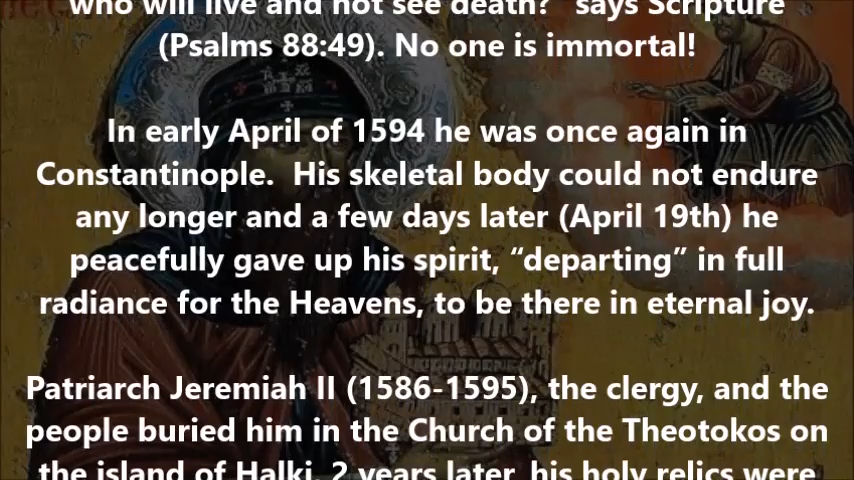 who will live and not see death?" says Scripture
(Psalms 88:49). No one is immortal!
In early April of 1594 he was once again in
Constantinople. His skeletal body could not endure
any longer and a few days later (April 19th) he
peacefully gave up his spirit, “departing” in full
radiance for the Heavens, to be there in eternal joy.
Patriarch Jeremiah II (1586-1595), the clergy, and the
people buried him in the Church of the Theotokos on
the island of Halki. 2 years later, his holy relics were